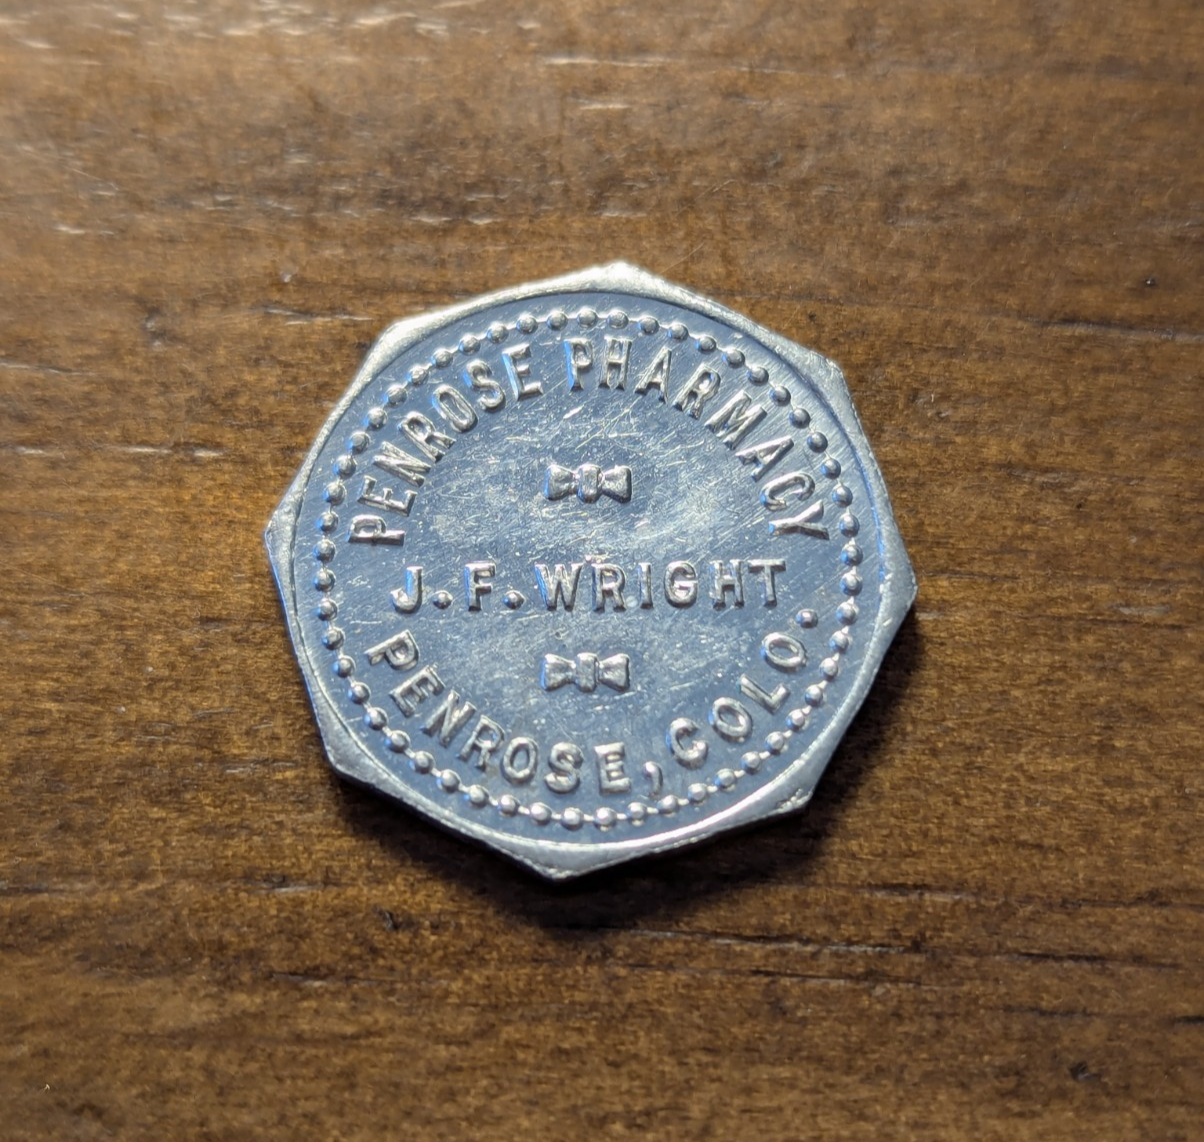 PENROSE PHARMACY
J. F. WRIGHT
PENROSE, COLO.